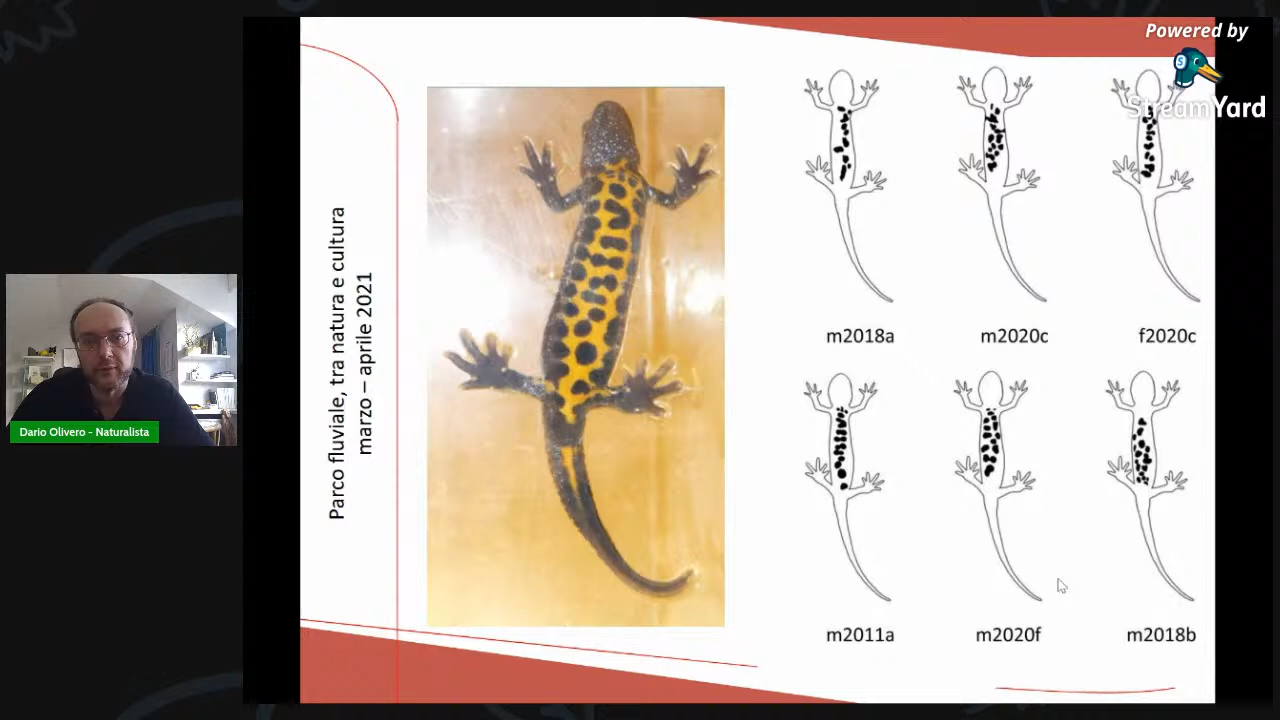 Powered by
StreamYard
Parco fluviale, tra natura e cultura
marzo – aprile 2021
m2018a
m2020c
f2020c
Dario Olivero - Naturalista
m2011a
m2020f
m2018b